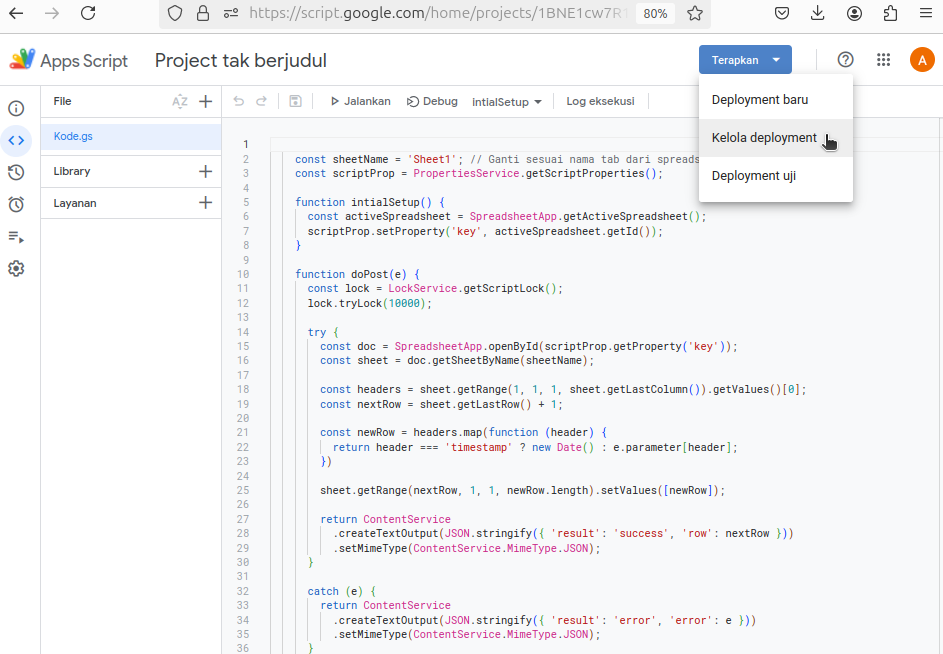 https://script.google.com/home/projects/1BNE1cw7R1
80%
Apps Script
Project tak berjudul
Terapkan
A
File
AZ
Jalankan
Debug
intialSetup
Log eksekusi
Deployment baru
Kelola deployment
Deployment uji
Kode.gs
Library
Layanan
1
2 const sheetName = 'Sheet1'; // Ganti sesuai nama tab dari spreads
3 const scriptProp = PropertiesService.getScriptProperties();
4
5 function intialSetup() {
6 const activeSpreadsheet = SpreadsheetApp.getActiveSpreadsheet();
7 scriptProp.setProperty('key', activeSpreadsheet.getId());
8 }
9
10 function doPost(e) {
11 const lock = LockService.getScriptLock();
12 lock.tryLock(10000);
13
14 try {
15 const doc = SpreadsheetApp.openById(scriptProp.getProperty('key'));
16 const sheet = doc.getSheetByName(sheetName);
17
18 const headers = sheet.getRange(1, 1, 1, sheet.getLastColumn()).getValues()[0];
19 const nextRow = sheet.getLastRow() + 1;
20
21 const newRow = headers.map(function (header) {
22 return header === 'timestamp' ? new Date() : e.parameter[header];
23 })
24
25 sheet.getRange(nextRow, 1, 1, newRow.length).setValues([newRow]);
26
27 return ContentService
28 .createTextOutput(JSON.stringify({ 'result': 'success', 'row': nextRow }))
29 .setMimeType(ContentService.MimeType.JSON);
30 }
31
32 catch (e) {
33 return ContentService
34 .createTextOutput(JSON.stringify({ 'result': 'error', 'error': e }))
35 .setMimeType(ContentService.MimeType.JSON);
36 }